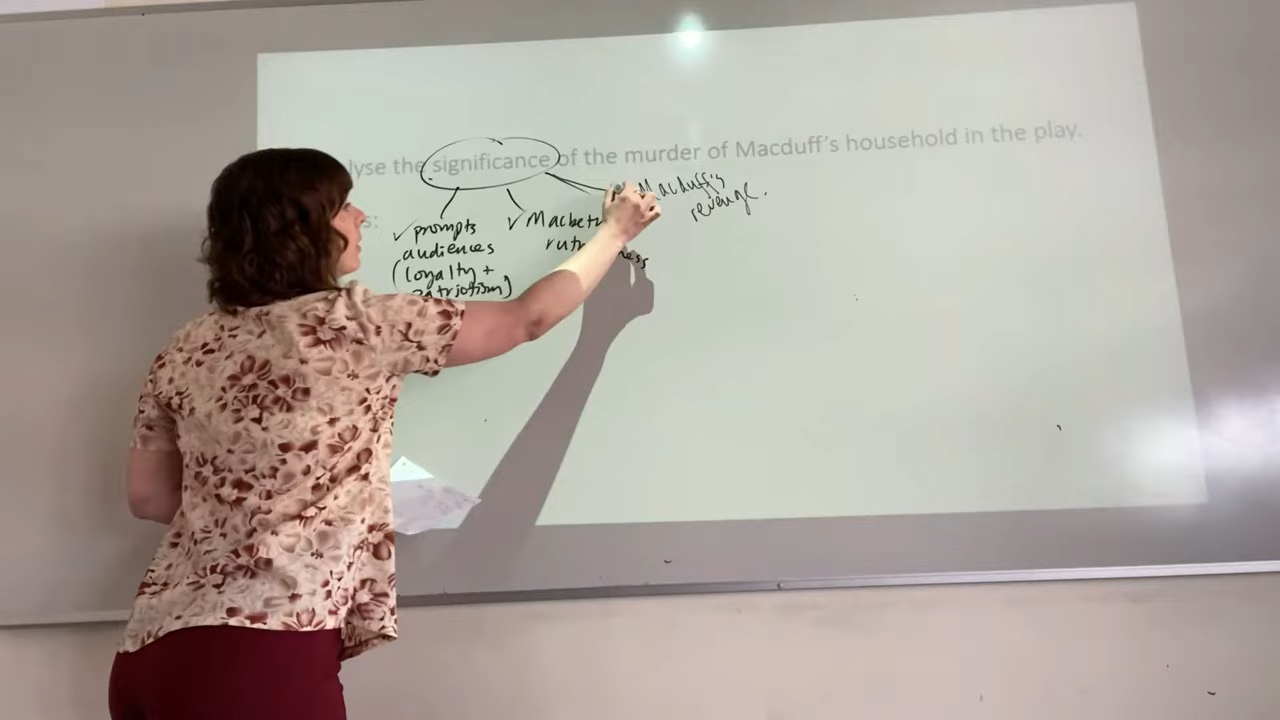 lyse the significance of the murder of Macduff's household in the play.
s:
✓ prompts
audiences
(loyalty +
patriotism)
✓ Macbeth
ruth ess
Macduff's
revenge.